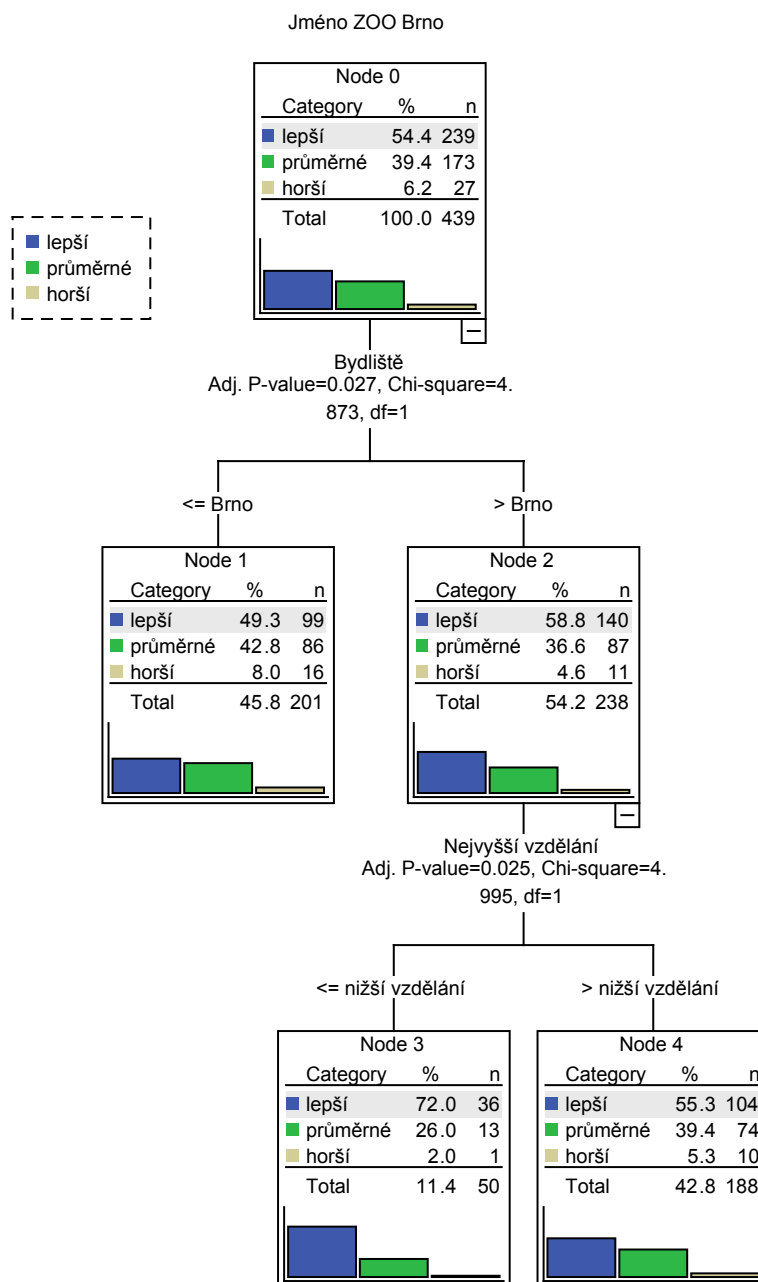 Jméno ZOO Brno
Node 0
Category % n
lepší 54.4 239
průměrné 39.4 173
horší 6.2 27
Total 100.0 439
lepší
průměrné
horší
Bydliště
Adj. P-value=0.027, Chi-square=4.
873, df=1
<= Brno
> Brno
Node 1
Category % n
lepší 49.3 99
průměrné 42.8 86
horší 8.0 16
Total 45.8 201
Node 2
Category % n
lepší 58.8 140
průměrné 36.6 87
horší 4.6 11
Total 54.2 238
Nejvyšší vzdělání
Adj. P-value=0.025, Chi-square=4.
995, df=1
<= nižší vzdělání
> nižší vzdělání
Node 3
Category % n
lepší 72.0 36
průměrné 26.0 13
horší 2.0 1
Total 11.4 50
Node 4
Category % n
lepší 55.3 104
průměrné 39.4 74
horší 5.3 10
Total 42.8 188